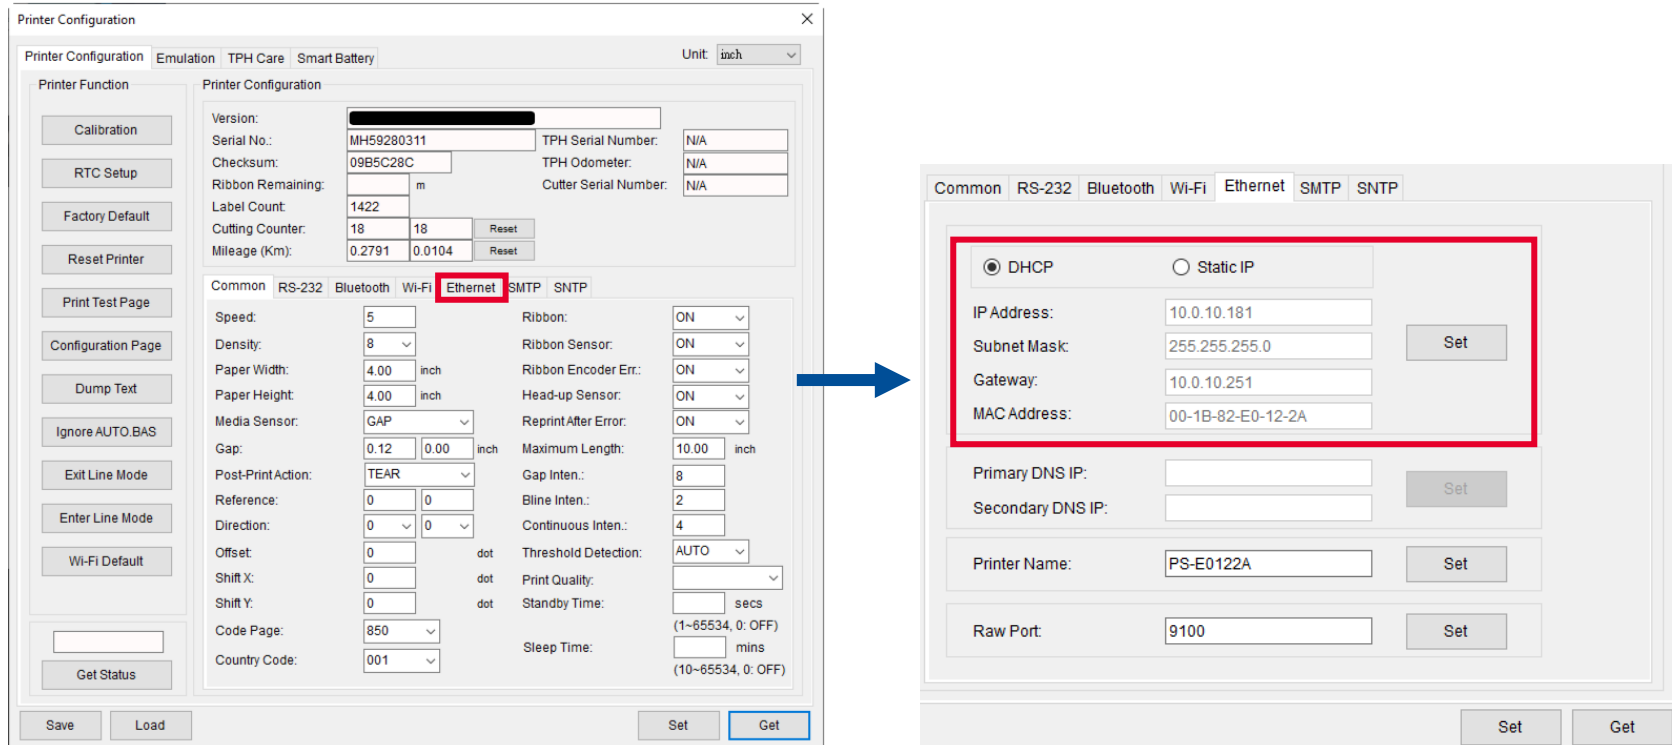 Printer Configuration
Printer Configuration Emulation TPH Care Smart Battery Unit: inch
Printer Function
Calibration
RTC Setup
Factory Default
Reset Printer
Print Test Page
Configuration Page
Dump Text
Ignore AUTO.BAS
Exit Line Mode
Enter Line Mode
Wi-Fi Default
Get Status
Printer Configuration
Version:
Serial No.: MH59280311 TPH Serial Number: N/A
Checksum: 09B5C28C TPH Odometer: N/A
Ribbon Remaining: m Cutter Serial Number: N/A
Label Count: 1422
Cutting Counter: 18 18 Reset
Mileage (Km): 0.2791 0.0104 Reset
Common RS-232 Bluetooth Wi-Fi Ethernet SMTP SNTP
Speed: 5 Ribbon: ON
Density: 8 Ribbon Sensor: ON
Paper Width: 4.00 inch Ribbon Encoder Err.: ON
Paper Height: 4.00 inch Head-up Sensor: ON
Media Sensor: GAP Reprint After Error: ON
Gap: 0.12 0.00 inch Maximum Length: 10.00 inch
Post-Print Action: TEAR Gap Inten.: 8
Reference: 0 0 Bline Inten.: 2
Direction: 0 0 Continuous Inten.: 4
Offset: 0 dot Threshold Detection: AUTO
Shift X: 0 dot Print Quality:
Shift Y: 0 dot Standby Time: secs
(1~65534, 0: OFF)
Code Page: 850
Sleep Time: mins
Country Code: 001
(10~65534, 0: OFF)
Save Load Set Get
Common RS-232 Bluetooth Wi-Fi Ethernet SMTP SNTP
DHCP Static IP
IP Address: 10.0.10.181
Subnet Mask: 255.255.255.0
Set
Gateway: 10.0.10.251
MAC Address: 00-1B-82-E0-12-2A
Primary DNS IP:
Set
Secondary DNS IP:
Printer Name: PS-E0122A Set
Raw Port: 9100 Set
Set Get